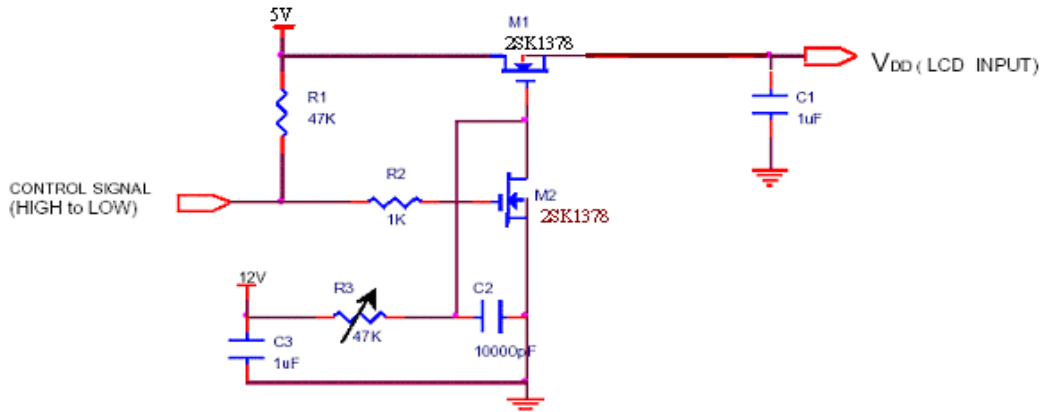 5V
M1
2SK1378
VDD ( LCD INPUT)
R1
47K
C1
1uF
CONTROL SIGNAL
(HIGH to LOW)
R2
1K
M2
2SK1378
12V
R3
47K
C2
10000pF
C3
1uF